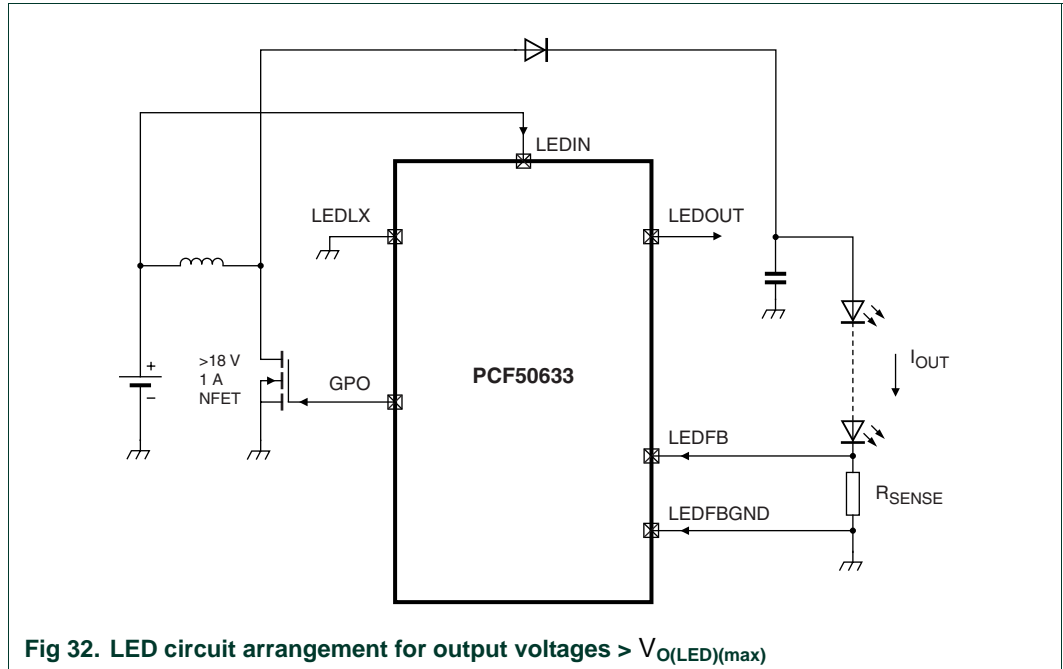 LEDIN
LEDLX
LEDOUT
+
−
>18 V
1 A
NFET
GPO
PCF50633
IOUT
LEDFB
RSENSE
LEDFBGND
Fig 32. LED circuit arrangement for output voltages > VO(LED)(max)